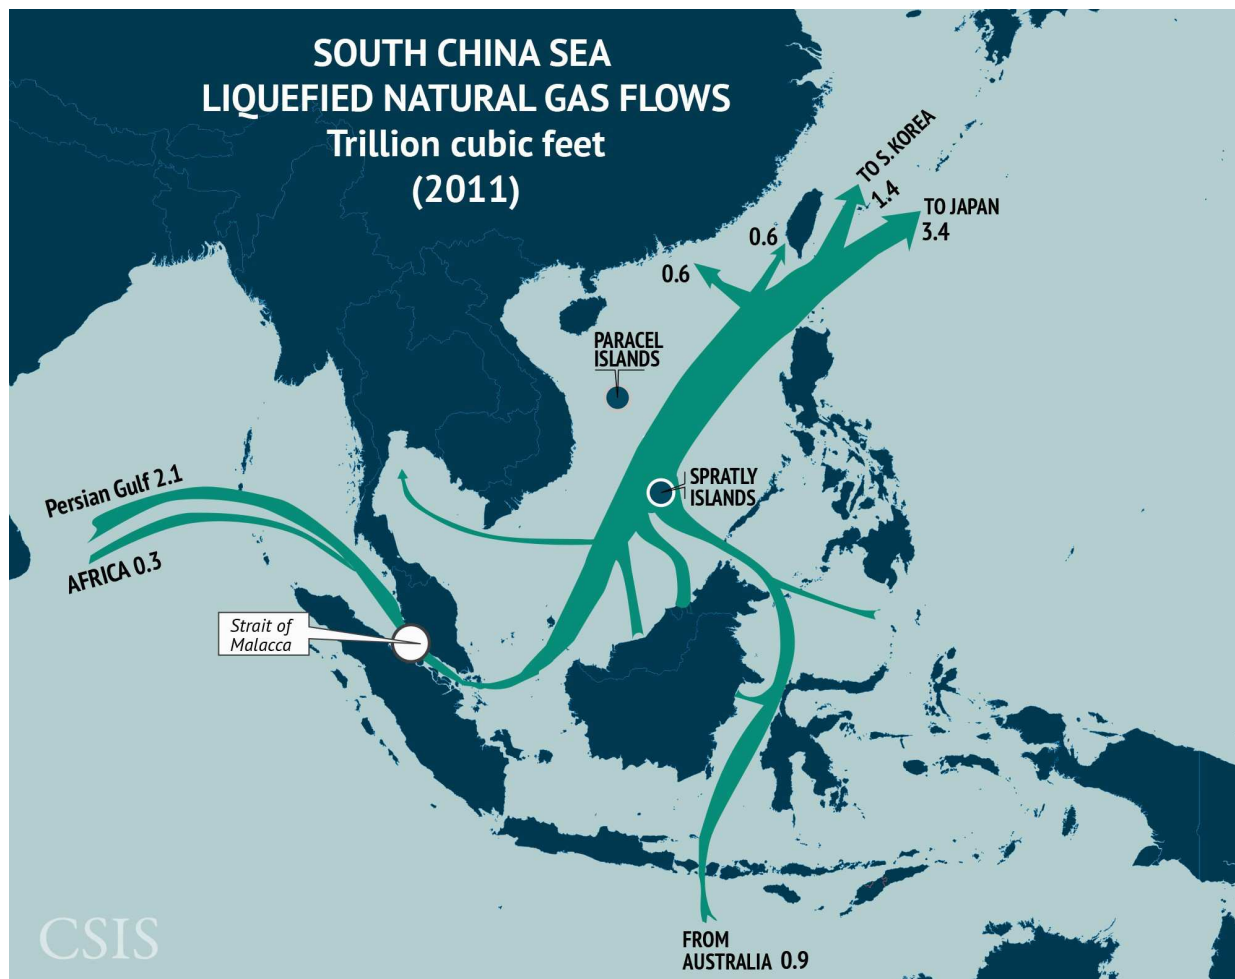 SOUTH CHINA SEA
LIQUEFIED NATURAL GAS FLOWS
Trillion cubic feet
(2011)
TO S. KOREA
1.4
TO JAPAN
3.4
0.6
0.6
PARACEL
ISLANDS
SPRATLY
ISLANDS
Persian Gulf 2.1
AFRICA 0.3
Strait of
Malacca
FROM
AUSTRALIA 0.9
CSIS